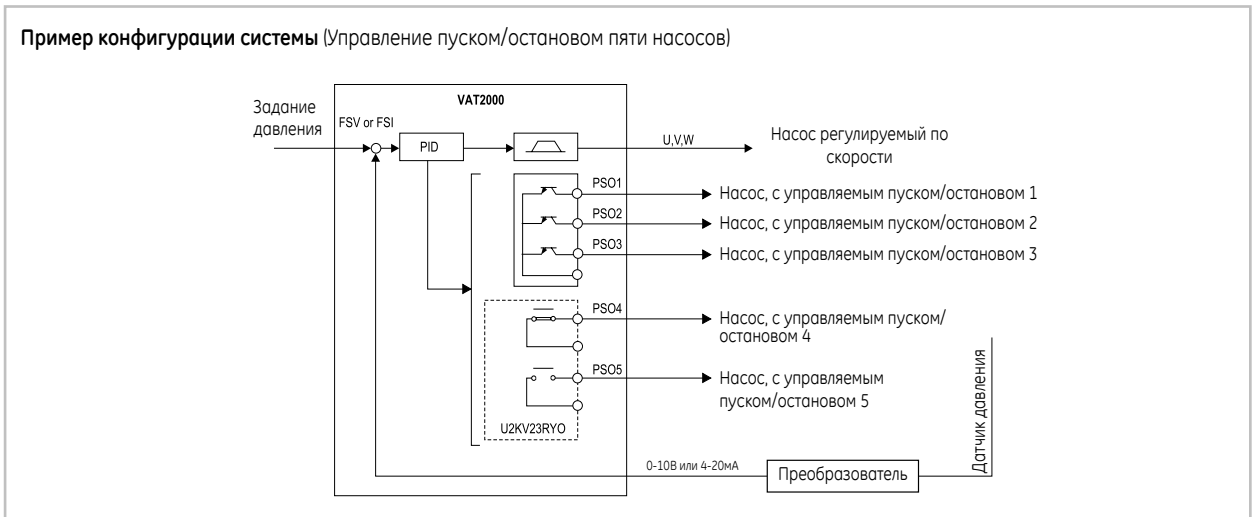 Пример конфигурации системы (Управление пуском/остановом пяти насосов)
VAT2000
Задание
давления
FSV or FSI
PID
U,V,W
Насос регулируемый по
скорости
PSO1
Насос, с управляемым пуском/остановом 1
PSO2
Насос, с управляемым пуском/остановом 2
PSO3
Насос, с управляемым пуском/остановом 3
PSO4
Насос, с управляемым пуском/
остановом 4
PSO5
Насос, с управляемым
пуском/остановом 5
U2KV23RYO
Датчик давления
0-10В или 4-20мА
Преобразователь